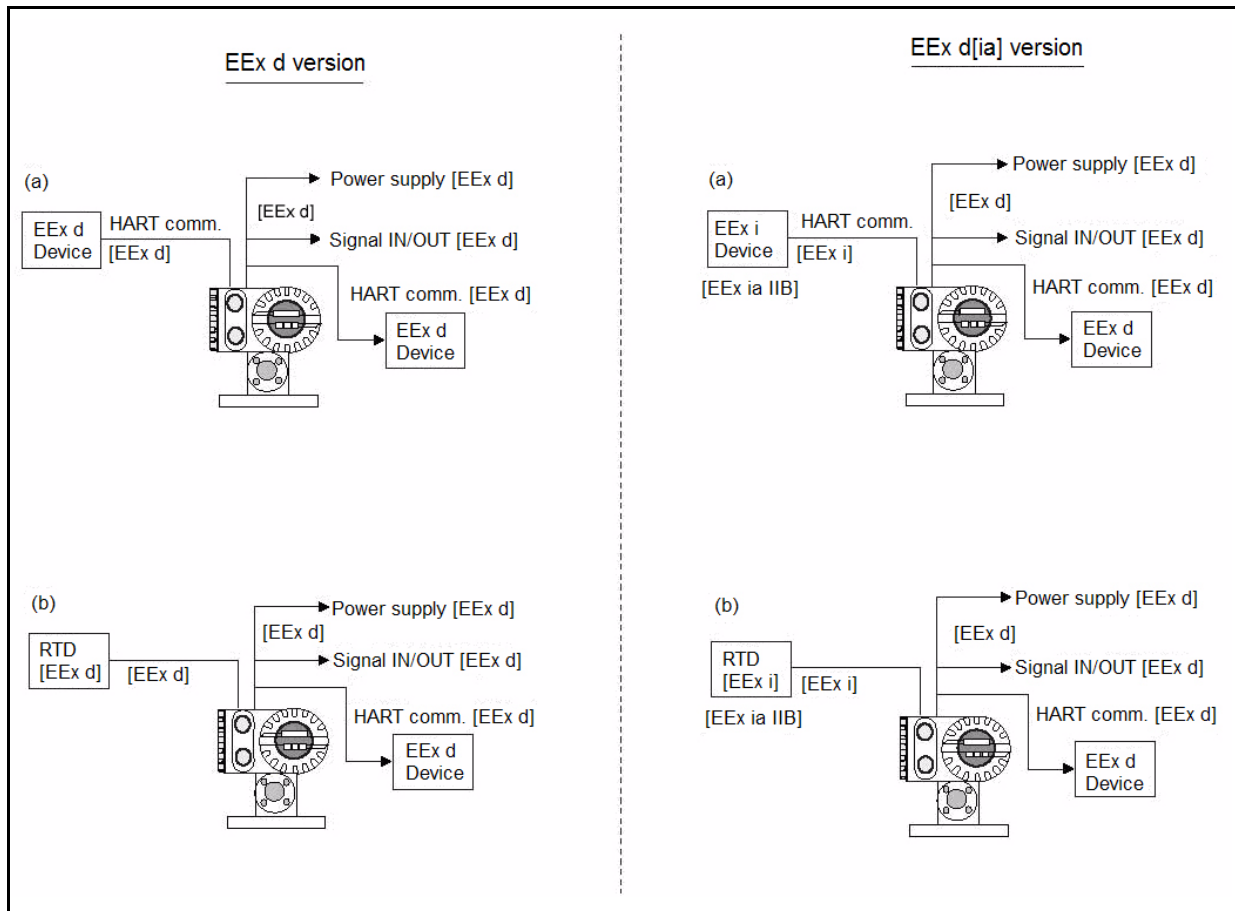 EEx d version
(a)
Power supply [EEx d]
[EEx d]
EEx d
Device
HART comm.
[EEx d]
Signal IN/OUT [EEx d]
HART comm. [EEx d]
EEx d
Device
(b)
Power supply [EEx d]
[EEx d]
RTD
[EEx d]
[EEx d]
Signal IN/OUT [EEx d]
HART comm. [EEx d]
EEx d
Device
EEx d[ia] version
(a)
Power supply [EEx d]
[EEx d]
EEx i
Device
HART comm.
[EEx i]
[EEx ia IIB]
Signal IN/OUT [EEx d]
HART comm. [EEx d]
EEx d
Device
(b)
Power supply [EEx d]
[EEx d]
RTD
[EEx i]
[EEx i]
[EEx ia IIB]
Signal IN/OUT [EEx d]
HART comm. [EEx d]
EEx d
Device